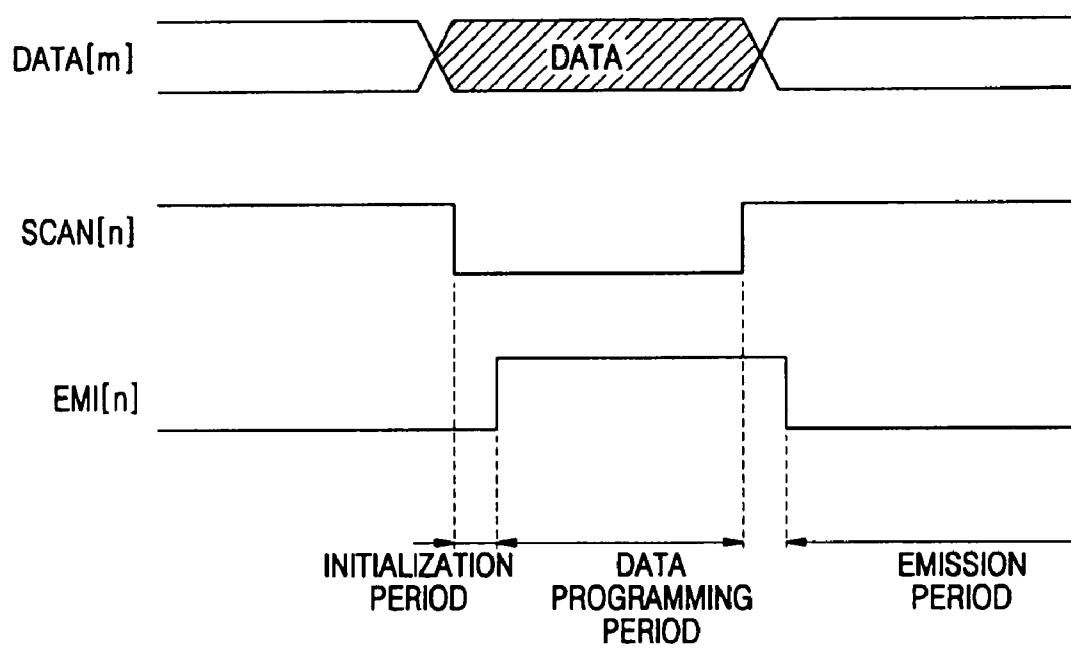 DATA[m]
DATA
SCAN[n]
EMI[n]
INITIALIZATION
PERIOD
DATA
PROGRAMMING
PERIOD
EMISSION
PERIOD